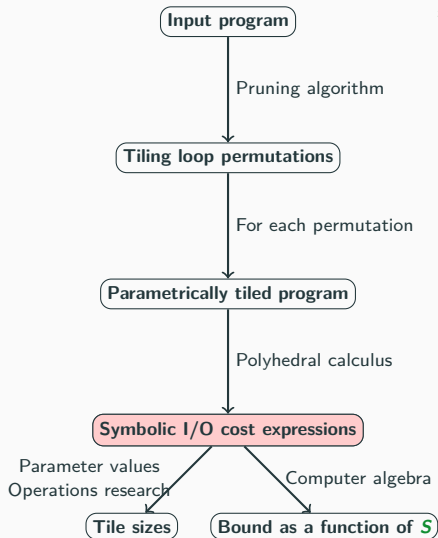 Input program
Pruning algorithm
Tiling loop permutations
For each permutation
Parametrically tiled program
Polyhedral calculus
Symbolic I/O cost expressions
Parameter values
Operations research
Computer algebra
Tile sizes
Bound as a function of S